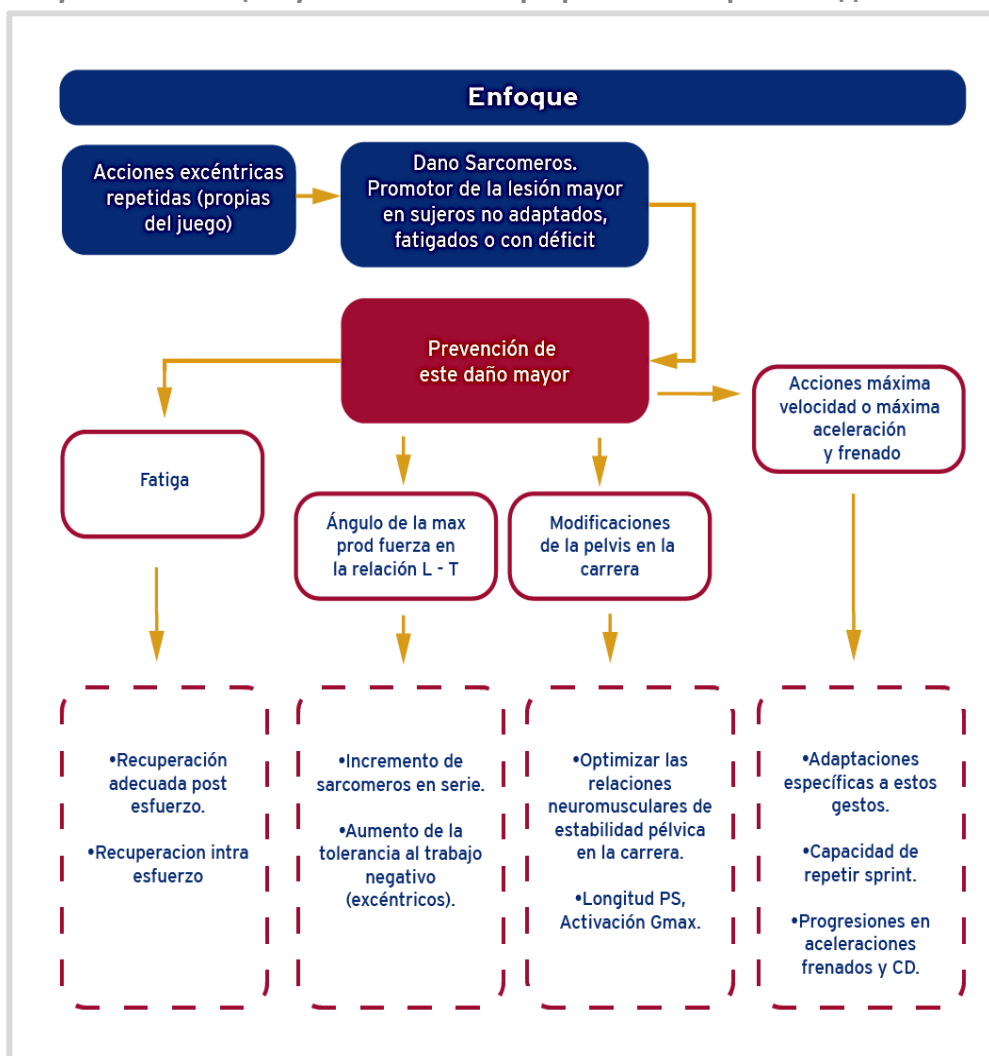 Enfoque
Acciones excéntricas
repetidas (propias
del juego)
Dano Sarcomeros.
Promotor de la lesión mayor
en sujeros no adaptados,
fatigados o con déficit
Prevención de
este daño mayor
Acciones máxima
velocidad o máxima
aceleración
y frenado
Fatiga
Ángulo de la max
prod fuerza en
la relación L - T
Modificaciones
de la pelvis en la
carrera
•Recuperación
adecuada post
esfuerzo.
•Recuperacion intra
esfuerzo
•Incremento de
sarcomeros en serie.
•Aumento de la
tolerancia al trabajo
negativo
(excéntricos).
•Optimizar las
relaciones
neuromusculares de
estabilidad pélvica
en la carrera.
•Longitud PS,
Activación Gmax.
•Adaptaciones
específicas a estos
gestos.
•Capacidad de
repetir sprint.
•Progresiones en
aceleraciones
frenados y CD.